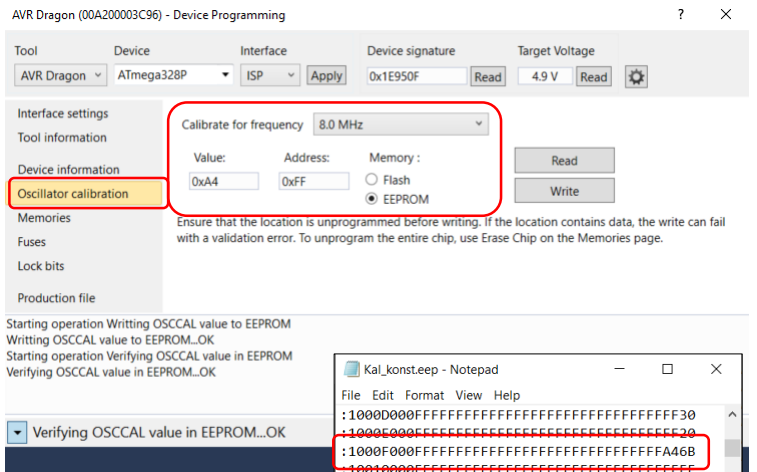 AVR Dragon (00A200003C96) - Device Programming
Tool Device Interface Device signature Target Voltage
AVR Dragon ATmega328P ISP Apply 0x1E950F Read 4.9 V Read
Interface settings
Tool information
Device information
Oscillator calibration
Memories
Fuses
Lock bits
Production file
Calibrate for frequency 8.0 MHz
Value: Address: Memory :
0xA4 0xFF Flash
EEPROM
Read
Write
Ensure that the location is unprogrammed before writing. If the location contains data, the write can fail
with a validation error. To unprogram the entire chip, use Erase Chip on the Memories page.
Starting operation Writting OSCCAL value to EEPROM
Writting OSCCAL value to EEPROM...OK
Starting operation Verifying OSCCAL value in EEPROM
Verifying OSCCAL value in EEPROM...OK
Verifying OSCCAL value in EEPROM...OK
Kal_konst.eep - Notepad
File Edit Format View Help
:1000D000FFFFFFFFFFFFFFFFFFFFFFFFFFFFFFFF30
:1000E000FFFFFFFFFFFFFFFFFFFFFFFFFFFFFFFF20
:1000F000FFFFFFFFFFFFFFFFFFFFFFFFFFFFFFA46B